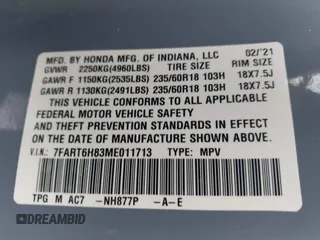 MFD. BY HONDA MFG. OF INDIANA, LLC 02/'21
GVWR 2250KG(4960LBS) TIRE SIZE RIM SIZE
GAWR F 1150KG(2535LBS) 235/60R18 103H 18X7.5J
GAWR R 1130KG(2491LBS) 235/60R18 103H 18X7.5J
THIS VEHICLE CONFORMS TO ALL APPLICABLE
FEDERAL MOTOR VEHICLE SAFETY
AND THEFT PREVENTION STANDARDS IN EFFECT
ON THE DATE OF MANUFACTURE SHOWN ABOVE.
V.I.N: 7FART6H83ME011713 TYPE: MPV
TPG M AC7 -NH877P -A-E
DREAMBID